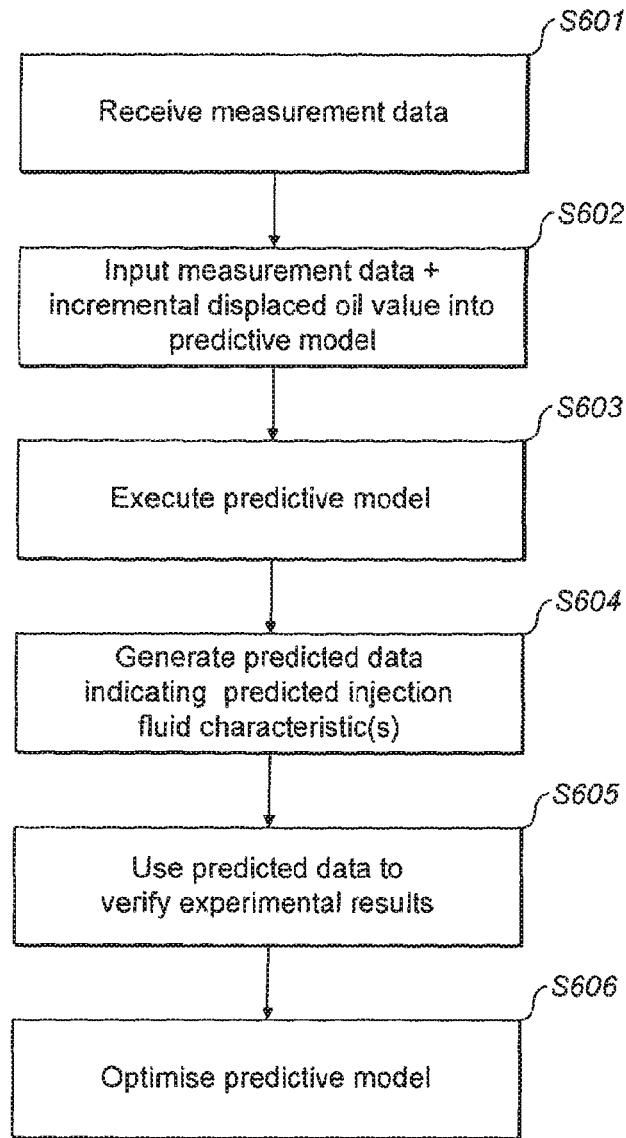 S601
Receive measurement data
S602
Input measurement data +
incremental displaced oil value into
predictive model
S603
Execute predictive model
S604
Generate predicted data
indicating predicted injection
fluid characteristic(s)
S605
Use predicted data to
verify experimental results
S606
Optimise predictive model